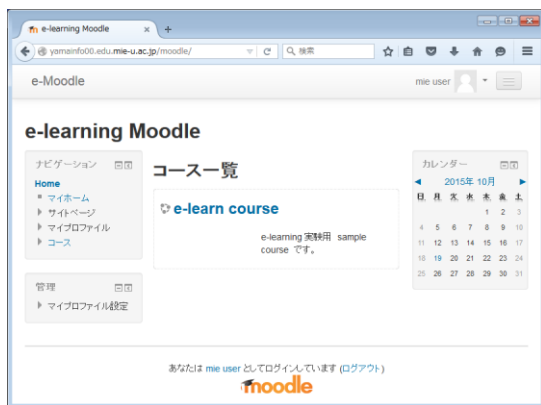 e-learning Moodle
yamainfo00.edu.mie-u.ac.jp/moodle/
検索
e-Moodle
mie user
e-learning Moodle
ナビゲーション
Home
マイホーム
サイトページ
マイプロファイル
コース
管理
マイプロファイル設定
コース一覧
e-learn course
e-learning 実験用 sample
course です。
カレンダー
2015年 10月
日 月 火 水 木 金 土
1 2 3
4 5 6 7 8 9 10
11 12 13 14 15 16 17
18 19 20 21 22 23 24
25 26 27 28 29 30 31
あなたは mie user としてログインしています (ログアウト)
moodle